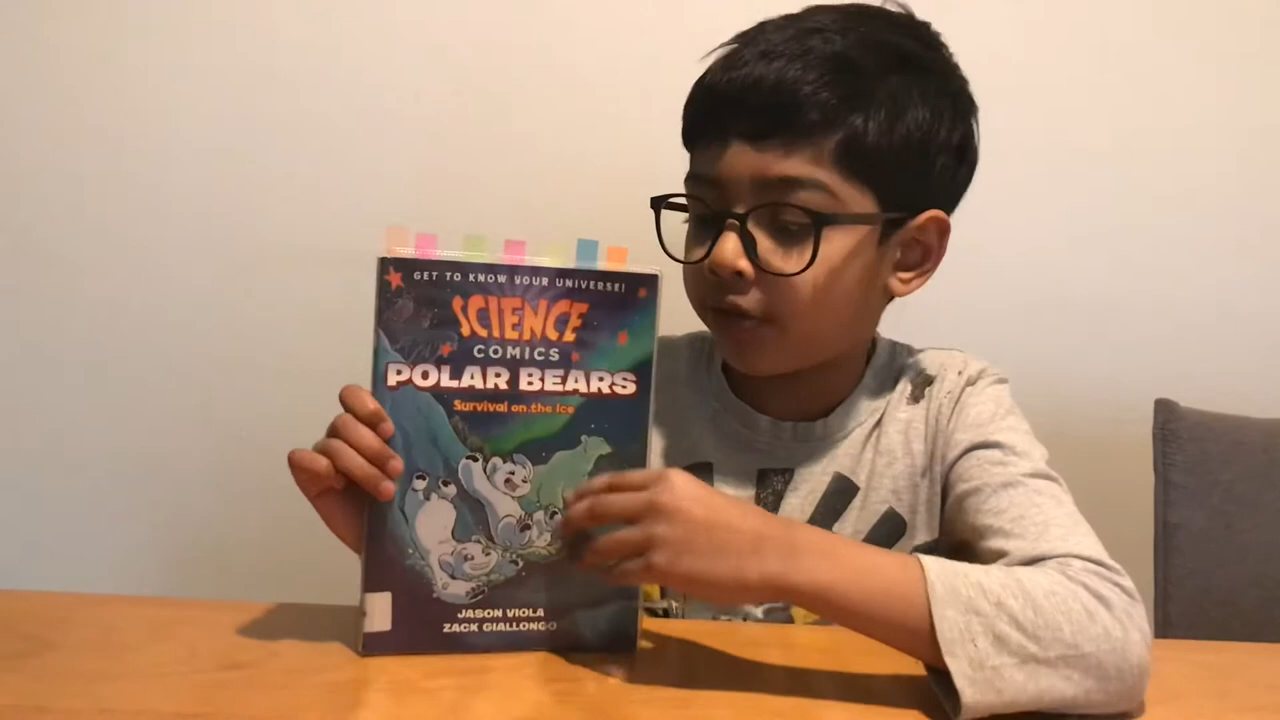 GET TO KNOW YOUR UNIVERSE!
SCIENCE
COMICS
POLAR BEARS
Survival on the Ice
JASON VIOLA
ZACK GIALLONGO